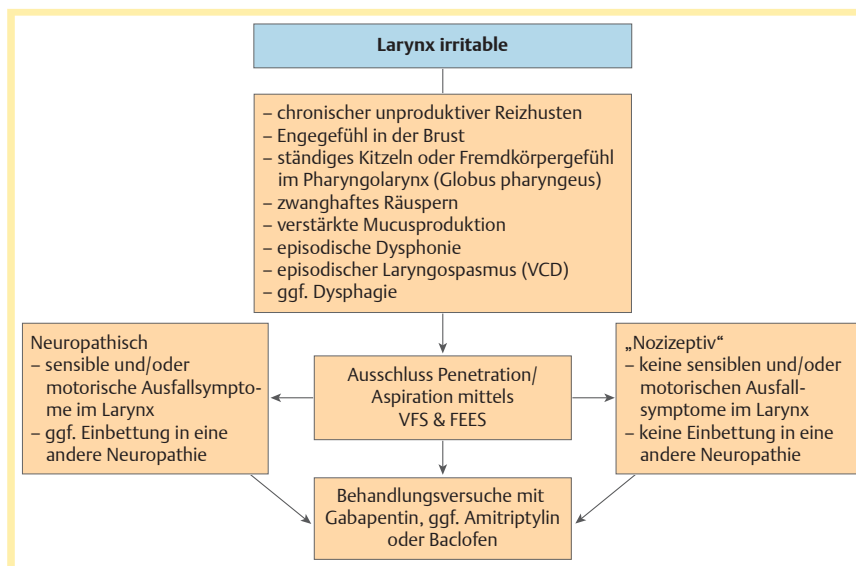 Larynx irritable
– chronischer unproduktiver Reizhusten
– Engegefühl in der Brust
– ständiges Kitzeln oder Fremdkörpergefühl
im Pharyngolarynx (Globus pharyngeus)
– zwanghaftes Räuspern
– verstärkte Mucusproduktion
– episodische Dysphonie
– episodischer Laryngospasmus (VCD)
– ggf. Dysphagie
Neuropathisch
– sensible und/oder
motorische Ausfallsympto-
me im Larynx
– ggf. Einbettung in eine
andere Neuropathie
Ausschluss Penetration/
Aspiration mittels
VFS & FEES
„Nozizeptiv“
– keine sensiblen und/oder
motorischen Ausfall-
symptome im Larynx
– keine Einbettung in eine
andere Neuropathie
Behandlungsversuche mit
Gabapentin, ggf. Amitriptylin
oder Baclofen